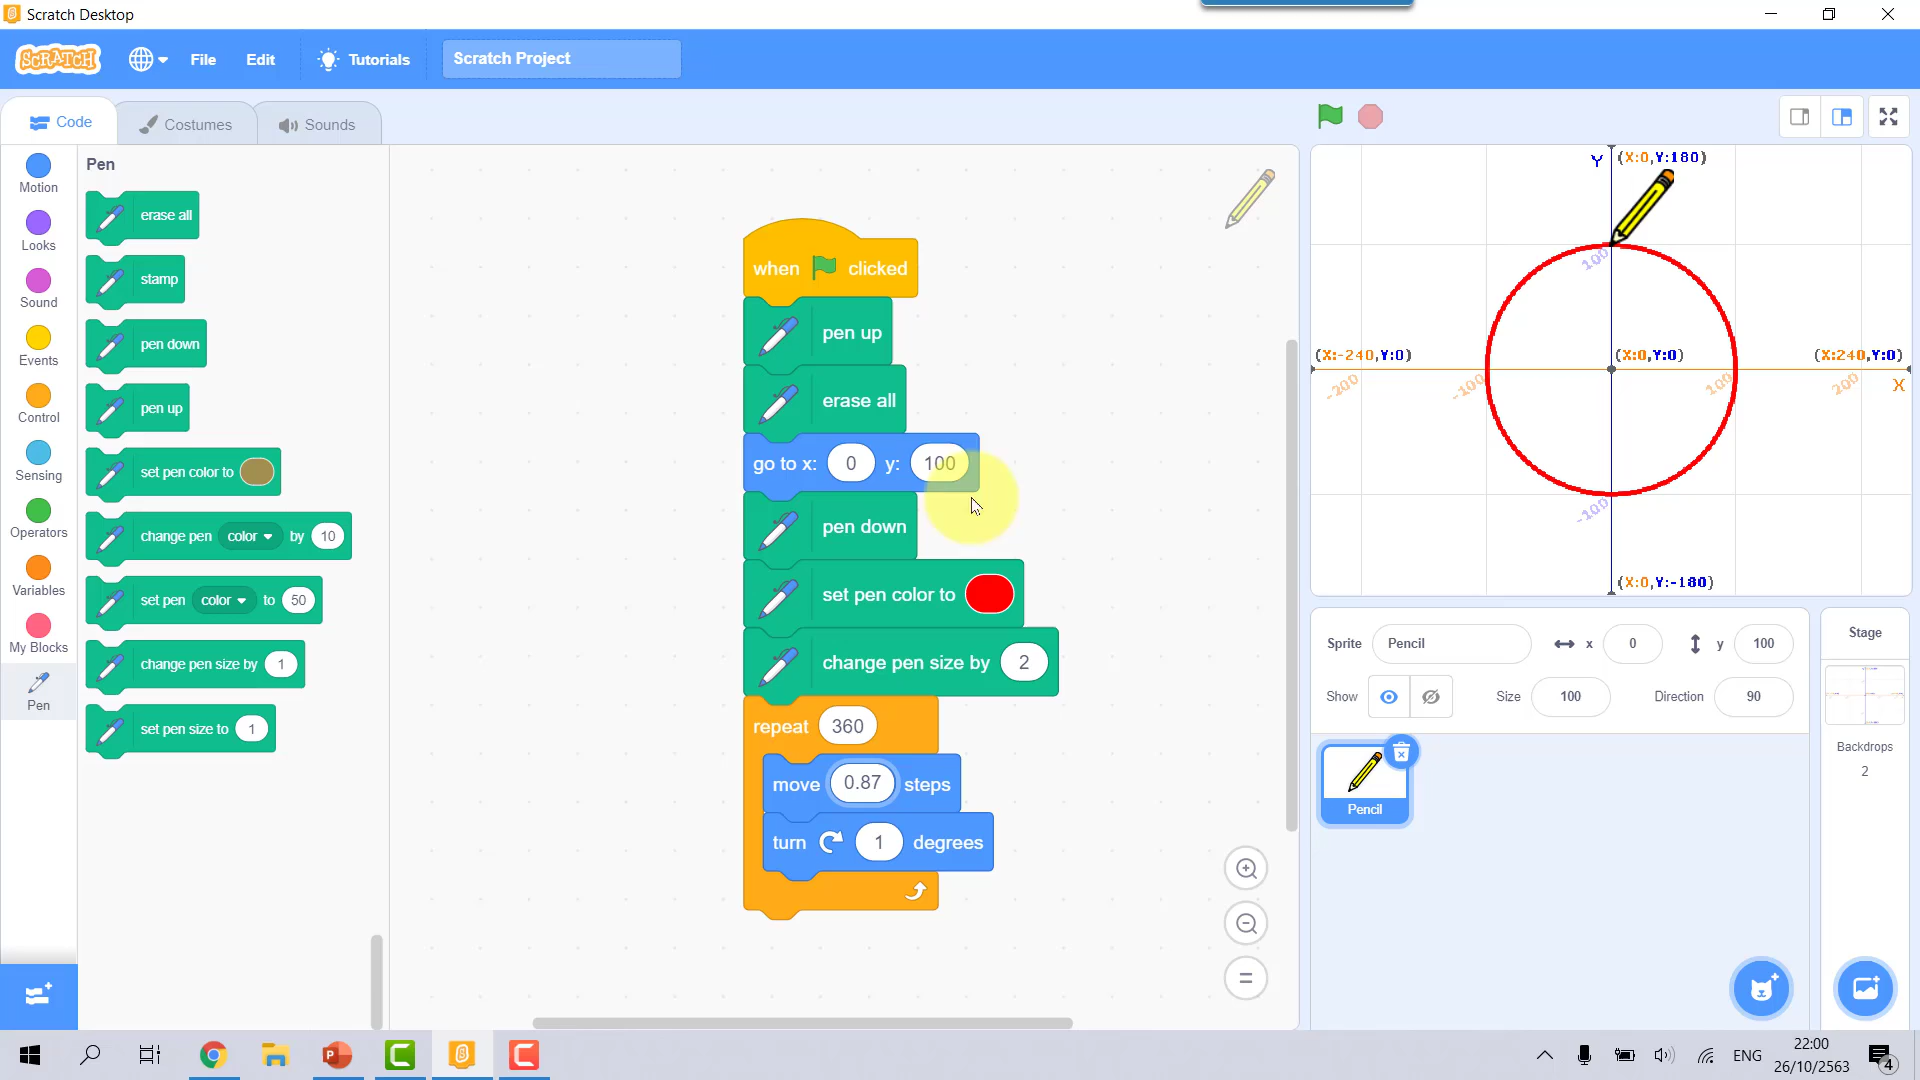 Scratch Desktop
SCRATCH File Edit Tutorials Scratch Project
Code Costumes Sounds
Motion
Looks
Sound
Events
Control
Sensing
Operators
Variables
My Blocks
Pen
Pen
erase all
stamp
pen down
pen up
set pen color to
change pen color by 10
set pen color to 50
change pen size by 1
set pen size to 1
when clicked
pen up
erase all
go to x: 0 y: 100
pen down
set pen color to
change pen size by 2
repeat 360
move 0.87 steps
turn 1 degrees
Y (X:0,Y:180)
100
(X:-240,Y:0) (X:0,Y:0) (X:240,Y:0)
-200 -100 100 200 X
-100
(X:0,Y:-180)
Sprite Pencil x 0 y 100
Show Size 100 Direction 90
Pencil
Stage
Backdrops
2
ENG
22:00
26/10/2563
4